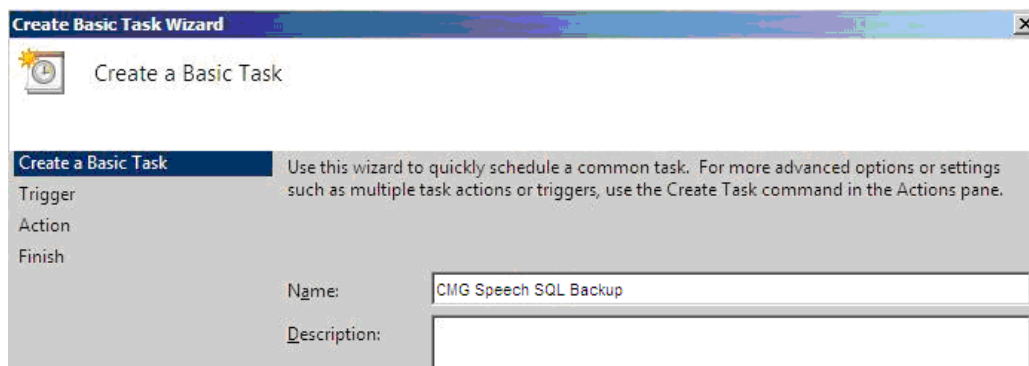 Create Basic Task Wizard
Create a Basic Task
Create a Basic Task
Trigger
Action
Finish
Use this wizard to quickly schedule a common task. For more advanced options or settings
such as multiple task actions or triggers, use the Create Task command in the Actions pane.
Name:
CMG Speech SQL Backup
Description: